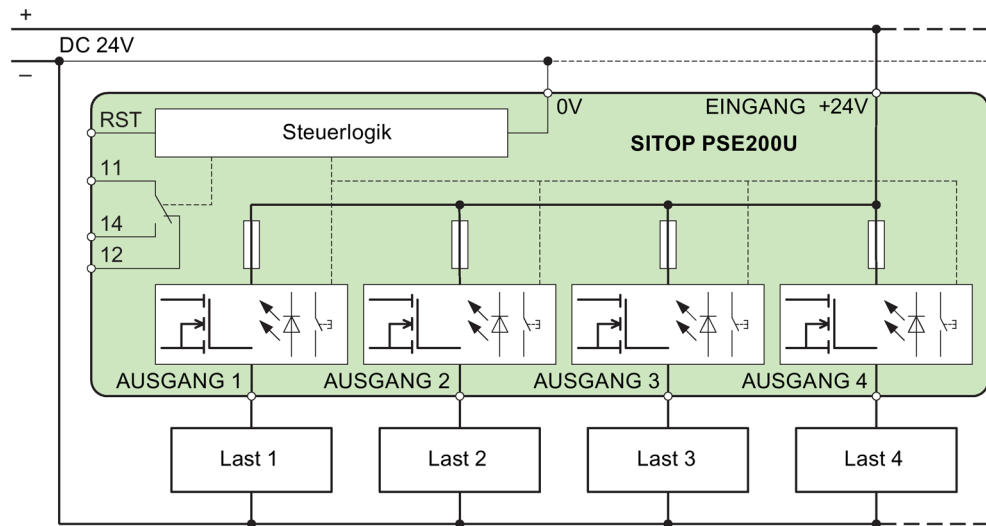 +
DC 24V
–
0V
EINGANG +24V
RST
Steuerlogik
SITOP PSE200U
11
14
12
AUSGANG 1
AUSGANG 2
AUSGANG 3
AUSGANG 4
Last 1
Last 2
Last 3
Last 4